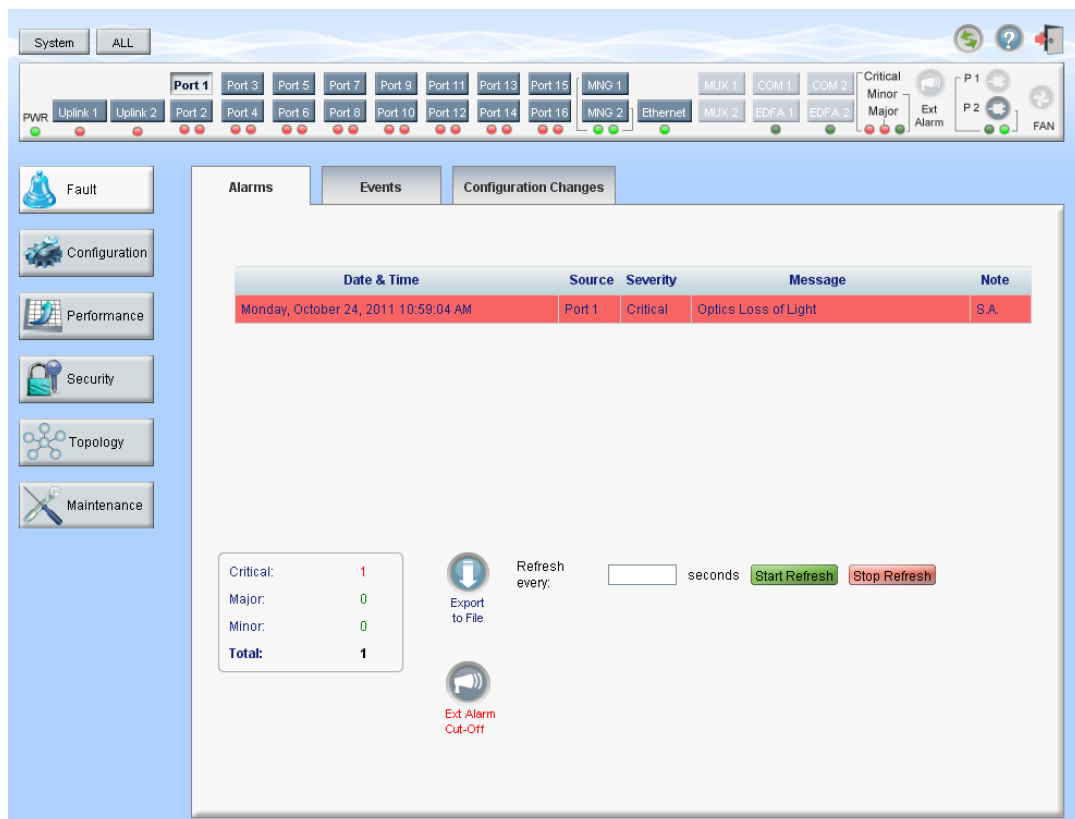 System ALL
Critical
Port 1 Port 3 Port 5 Port 7 Port 9 Port 11 Port 13 Port 15 MNG 1 MUX 1 COM 1 COM 2 P 1
Minor
PWR Uplink 1 Uplink 2 Port 2 Port 4 Port 6 Port 8 Port 10 Port 12 Port 14 Port 16 MNG 2 Ethernet MUX 2 EDFA 1 EDFA 2 Major Ext Alarm P 2 FAN
Fault
Configuration
Performance
Security
Topology
Maintenance
Alarms Events Configuration Changes
Date & Time Source Severity Message Note
Monday, October 24, 2011 10:59:04 AM Port 1 Critical Optics Loss of Light S.A.
Critical: 1
Major: 0
Minor: 0
Total: 1
Export
to File
Ext Alarm
Cut-Off
Refresh
every: seconds Start Refresh Stop Refresh